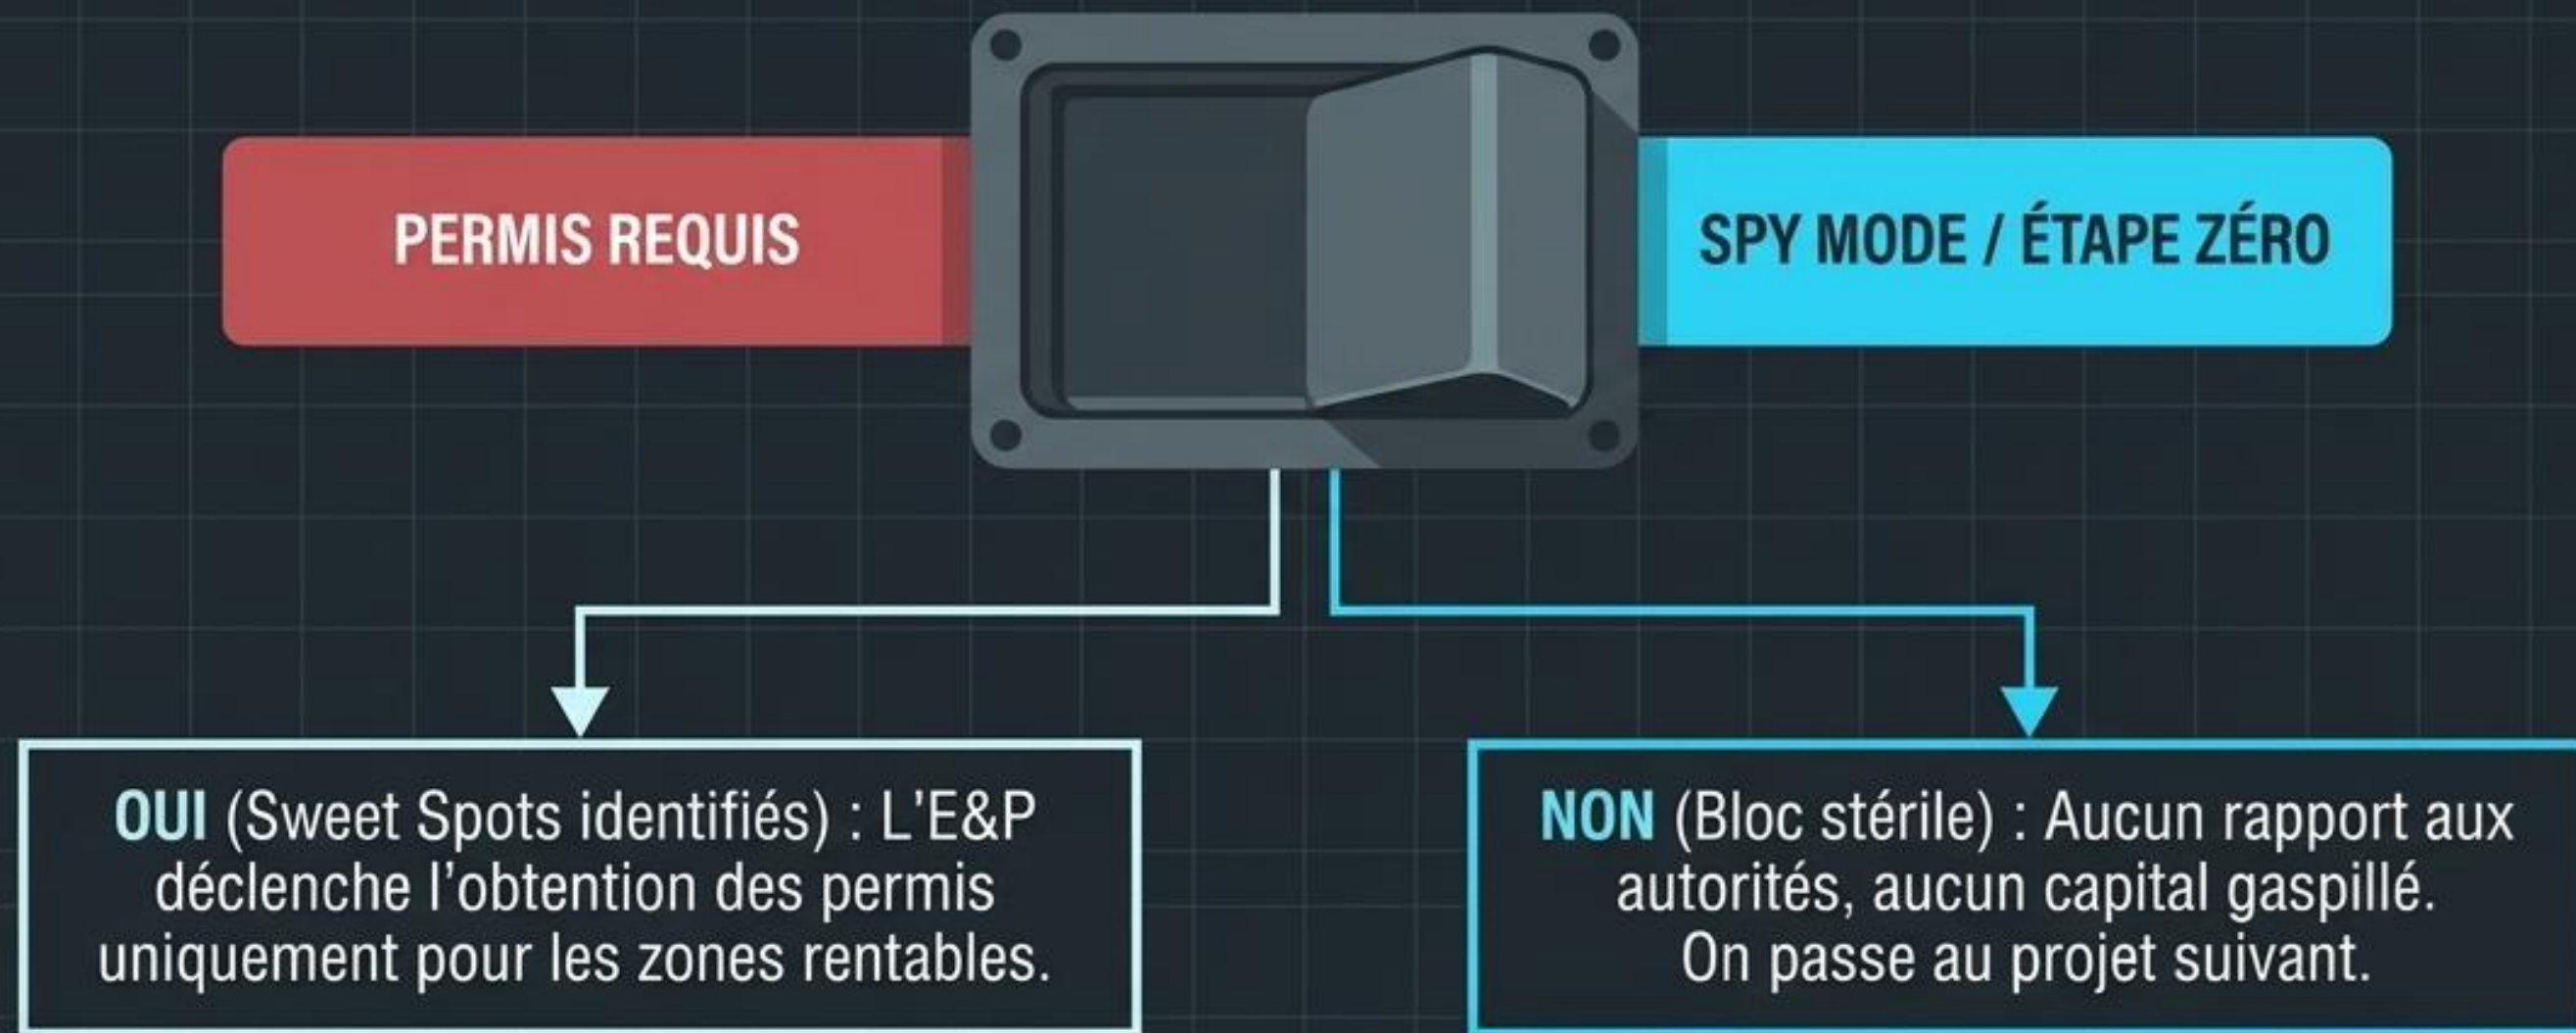 PERMIS REQUIS
SPY MODE / ÉTAPE ZÉRO
OUI (Sweet Spots identifiés) : L’E&P
déclenche l’obtention des permis
uniquement pour les zones rentables.
NON (Bloc stérile) : Aucun rapport aux
autorités, aucun capital gaspillé.
On passe au projet suivant.